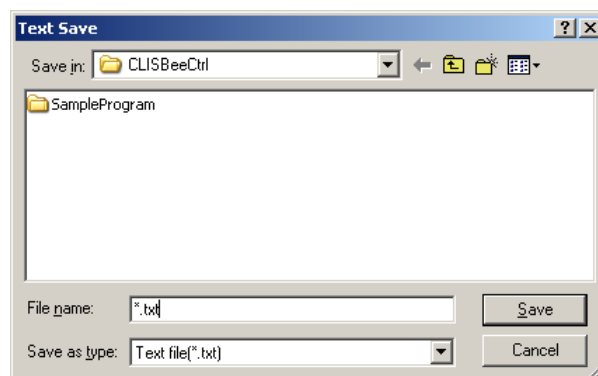 Text Save
Save in: CLISBeeCtrl
SampleProgram
File name: *.txt Save
Save as type: Text file(*.txt) Cancel